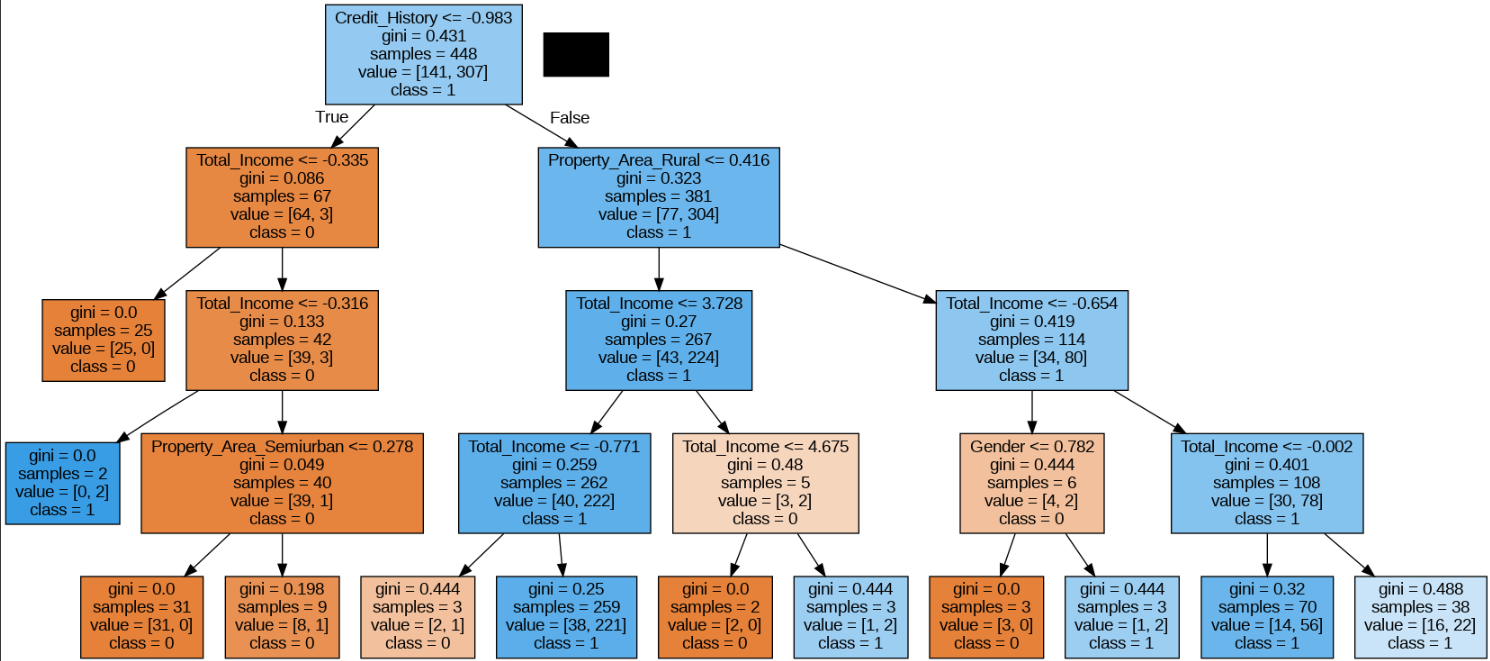 Credit_History <= -0.983
gini = 0.431
samples = 448
value = [141, 307]
class = 1
True
False
Total_Income <= -0.335
gini = 0.086
samples = 67
value = [64, 3]
class = 0
Property_Area_Rural <= 0.416
gini = 0.323
samples = 381
value = [77, 304]
class = 1
gini = 0.0
samples = 25
value = [25, 0]
class = 0
Total_Income <= -0.316
gini = 0.133
samples = 42
value = [39, 3]
class = 0
Total_Income <= 3.728
gini = 0.27
samples = 267
value = [43, 224]
class = 1
Total_Income <= -0.654
gini = 0.419
samples = 114
value = [34, 80]
class = 1
gini = 0.0
samples = 2
value = [0, 2]
class = 1
Property_Area_Semiurban <= 0.278
gini = 0.049
samples = 40
value = [39, 1]
class = 0
Total_Income <= -0.771
gini = 0.259
samples = 262
value = [40, 222]
class = 1
Total_Income <= 4.675
gini = 0.48
samples = 5
value = [3, 2]
class = 0
Gender <= 0.782
gini = 0.444
samples = 6
value = [4, 2]
class = 0
Total_Income <= -0.002
gini = 0.401
samples = 108
value = [30, 78]
class = 1
gini = 0.0
samples = 31
value = [31, 0]
class = 0
gini = 0.198
samples = 9
value = [8, 1]
class = 0
gini = 0.444
samples = 3
value = [2, 1]
class = 0
gini = 0.25
samples = 259
value = [38, 221]
class = 1
gini = 0.0
samples = 2
value = [2, 0]
class = 0
gini = 0.444
samples = 3
value = [1, 2]
class = 1
gini = 0.0
samples = 3
value = [3, 0]
class = 0
gini = 0.444
samples = 3
value = [1, 2]
class = 1
gini = 0.32
samples = 70
value = [14, 56]
class = 1
gini = 0.488
samples = 38
value = [16, 22]
class = 1